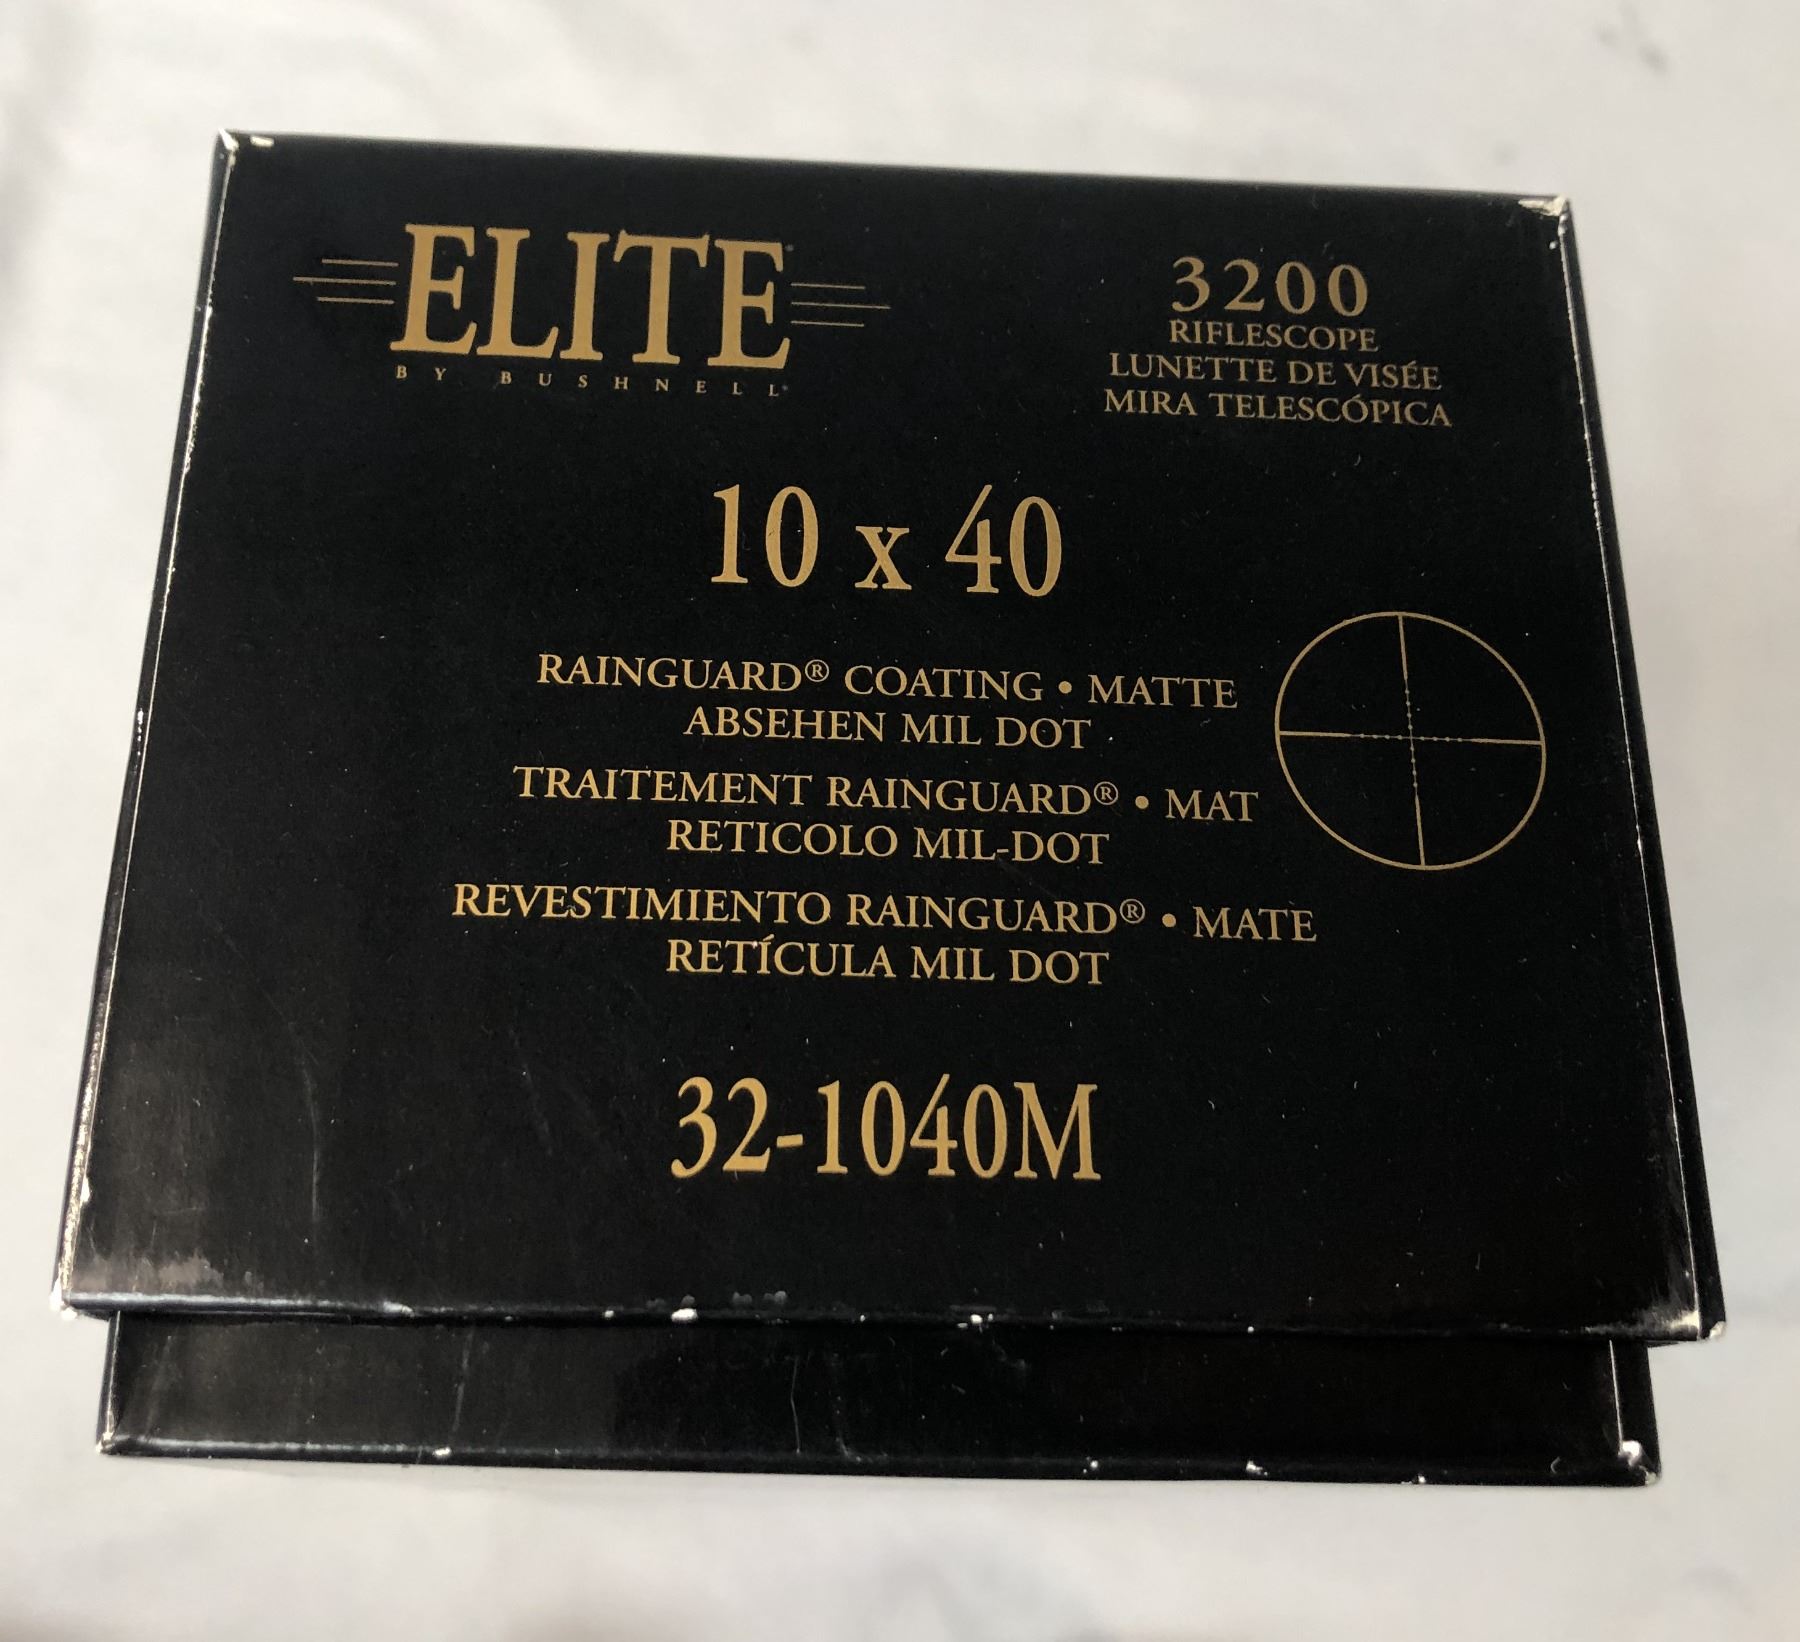 ELITE
BY BUSHNELL®
3200
RIFLESCOPE
LUNETTE DE VISÉE
MIRA TELESCÓPICA
10 x 40
RAINGUARD® COATING • MATTE
ABSEHEN MIL DOT
TRAITEMENT RAINGUARD® • MAT
RETICOLO MIL-DOT
REVESTIMIENTO RAINGUARD® • MATE
RETÍCULA MIL DOT
32-1040M